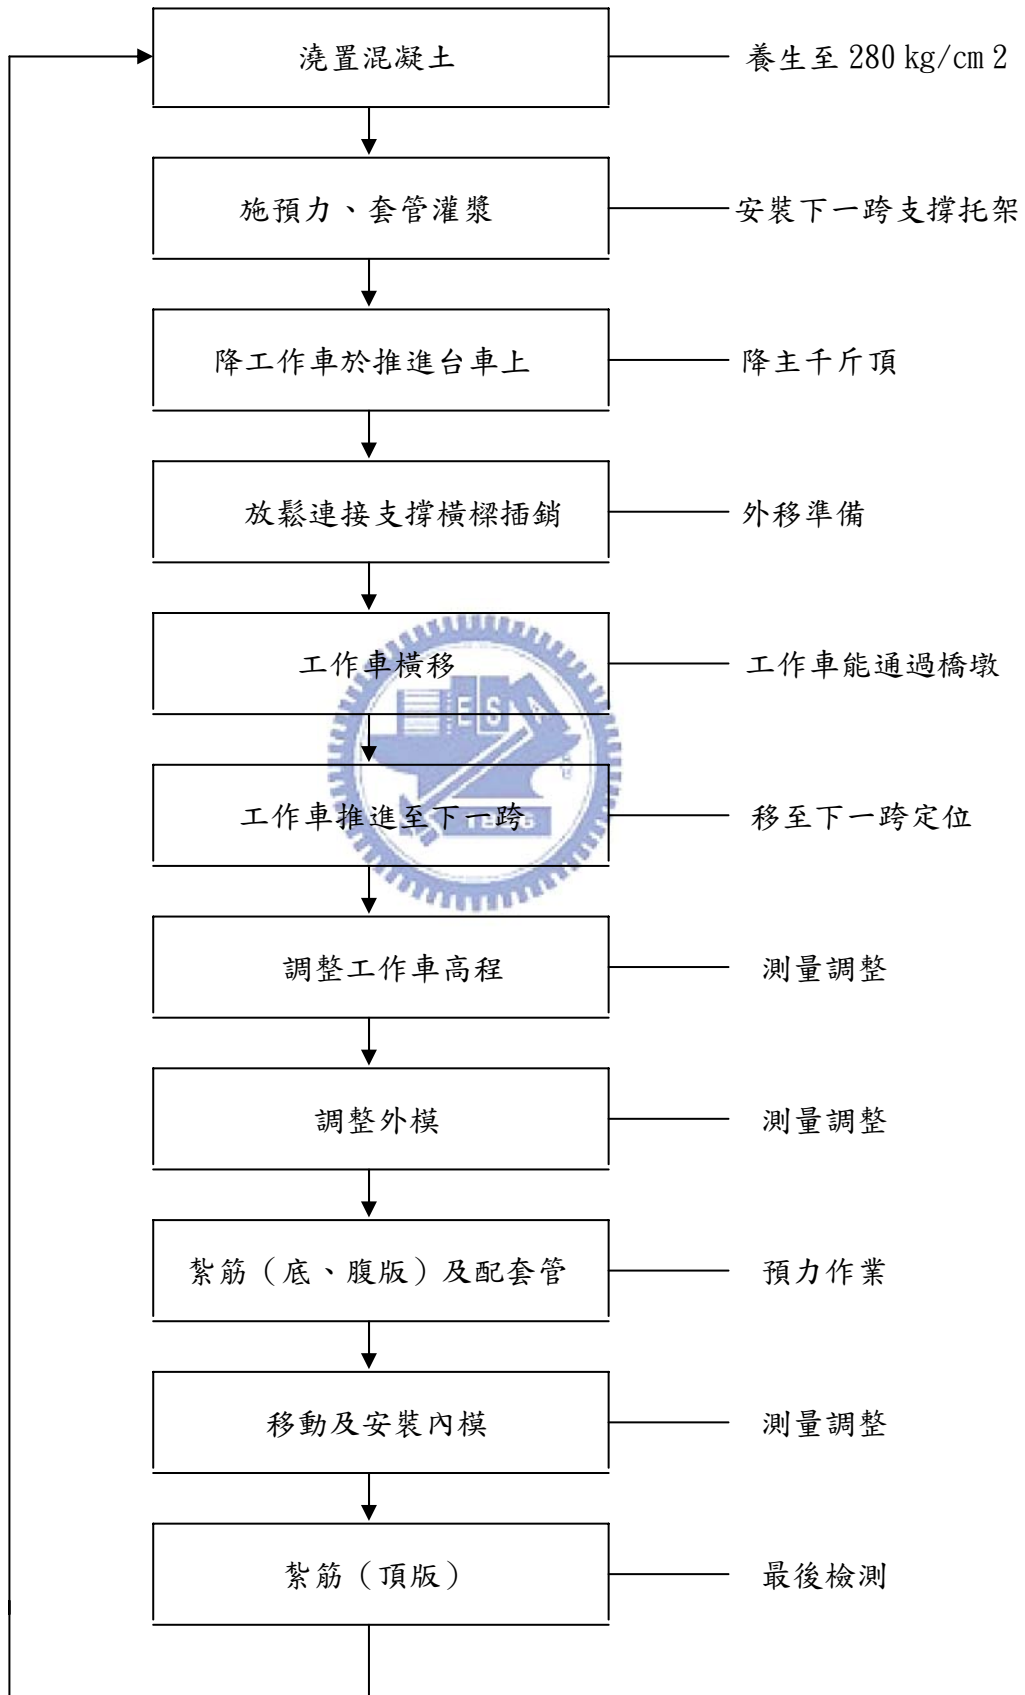 澆置混凝土
養生至 280 kg/cm 2
施預力、套管灌漿
安裝下一跨支撐托架
降工作車於推進台車上
降主千斤頂
放鬆連接支撐橫樑插銷
外移準備
工作車橫移
工作車能通過橋墩
ES
工作車推進至下一跨
移至下一跨定位
1896
調整工作車高程
測量調整
調整外模
測量調整
紮筋（底、腹版）及配套管
預力作業
移動及安裝內模
測量調整
紮筋（頂版）
最後檢測